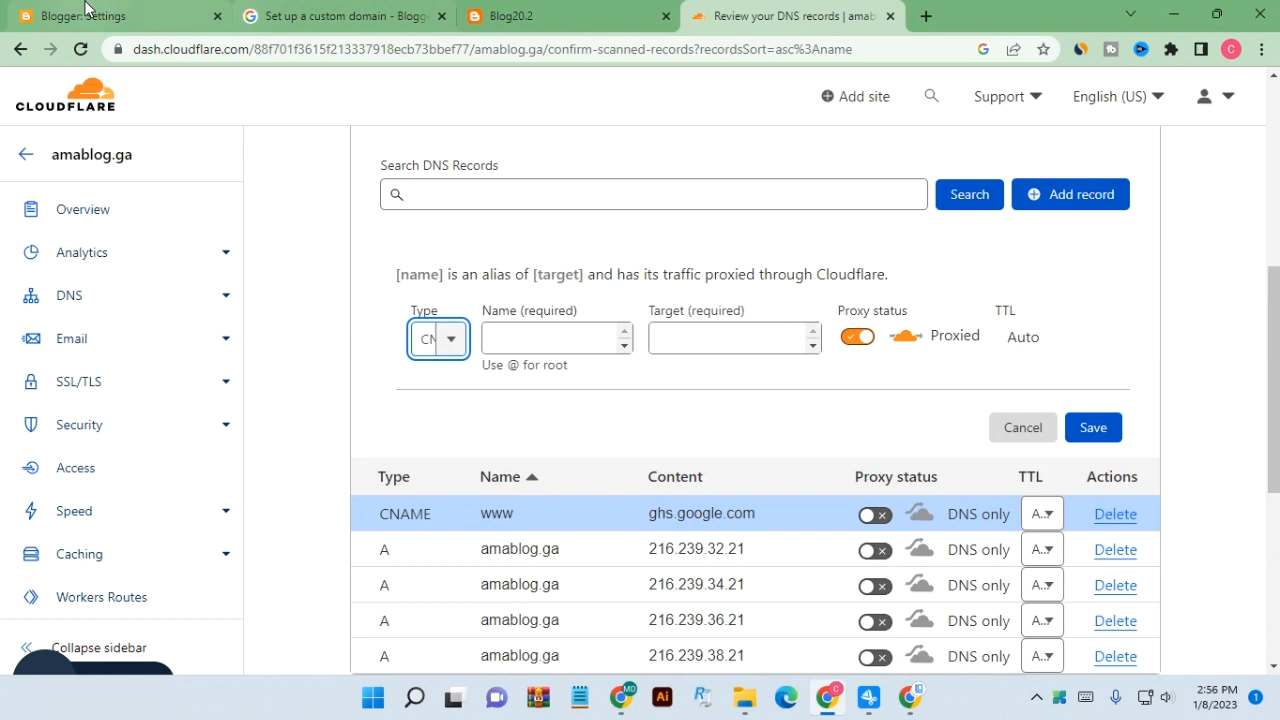 Blogger: Settings
Set up a custom domain - Blogge
Blog20.2
Review your DNS records | amab
dash.cloudflare.com/88f701f3615f213337918ecb73bbef77/amablog.ga/confirm-scanned-records?recordsSort=asc%3Aname
C
CLOUDFLARE
Add site
Support
English (US)
amablog.ga
Overview
Analytics
DNS
Email
SSL/TLS
Security
Access
Speed
Caching
Workers Routes
Collapse sidebar
Search DNS Records
Search
Add record
[name] is an alias of [target] and has its traffic proxied through Cloudflare.
Type Name (required) Target (required) Proxy status TTL
CN Proxied Auto
Use @ for root
Cancel Save
Type Name Content Proxy status TTL Actions
CNAME www ghs.google.com DNS only A.. Delete
A amablog.ga 216.239.32.21 DNS only A.. Delete
A amablog.ga 216.239.34.21 DNS only A.. Delete
A amablog.ga 216.239.36.21 DNS only A.. Delete
A amablog.ga 216.239.38.21 DNS only A.. Delete
MD
Ai
C
2:56 PM
1/8/2023
1